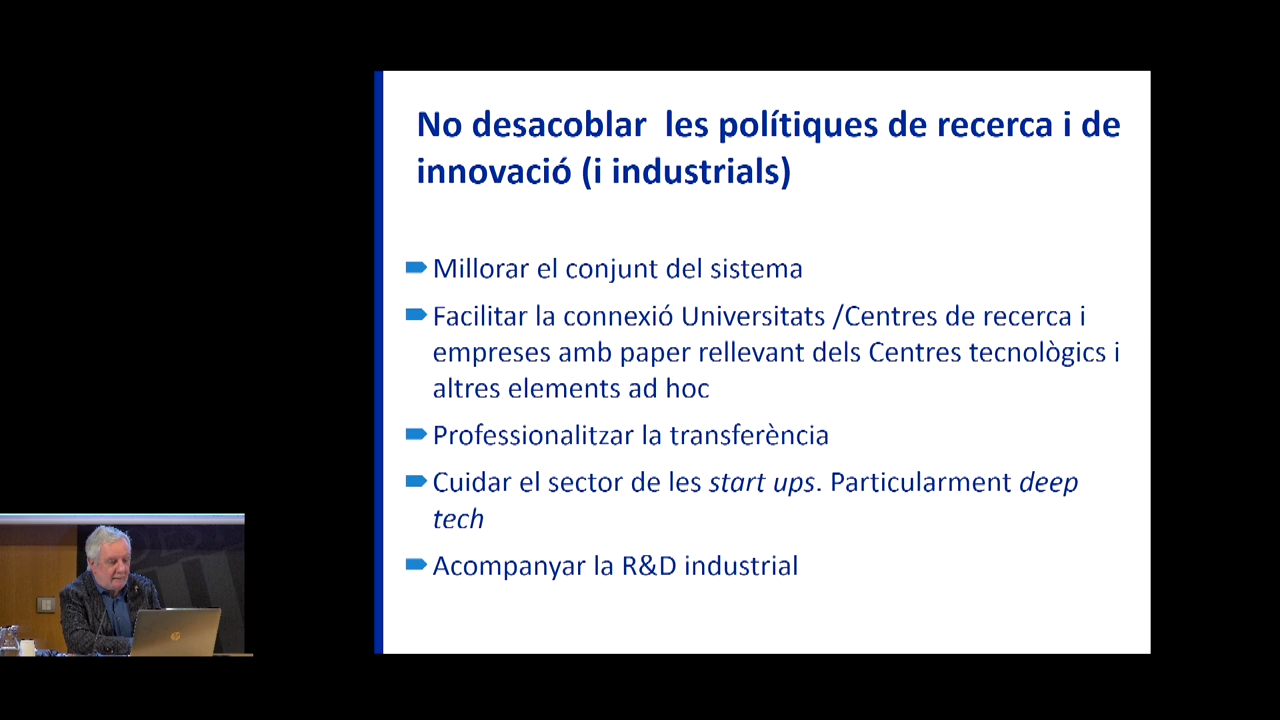 No desacoblar  les polítiques de recerca i de
innovació (i industrials)
Millorar el conjunt del sistema
Facilitar la connexió Universitats /Centres de recerca i
empreses amb paper rellevant dels Centres tecnològics i
altres elements ad hoc
Professionalitzar la transferència
Cuidar el sector de les start ups. Particularment deep
tech
Acompanyar la R&D industrial
hp